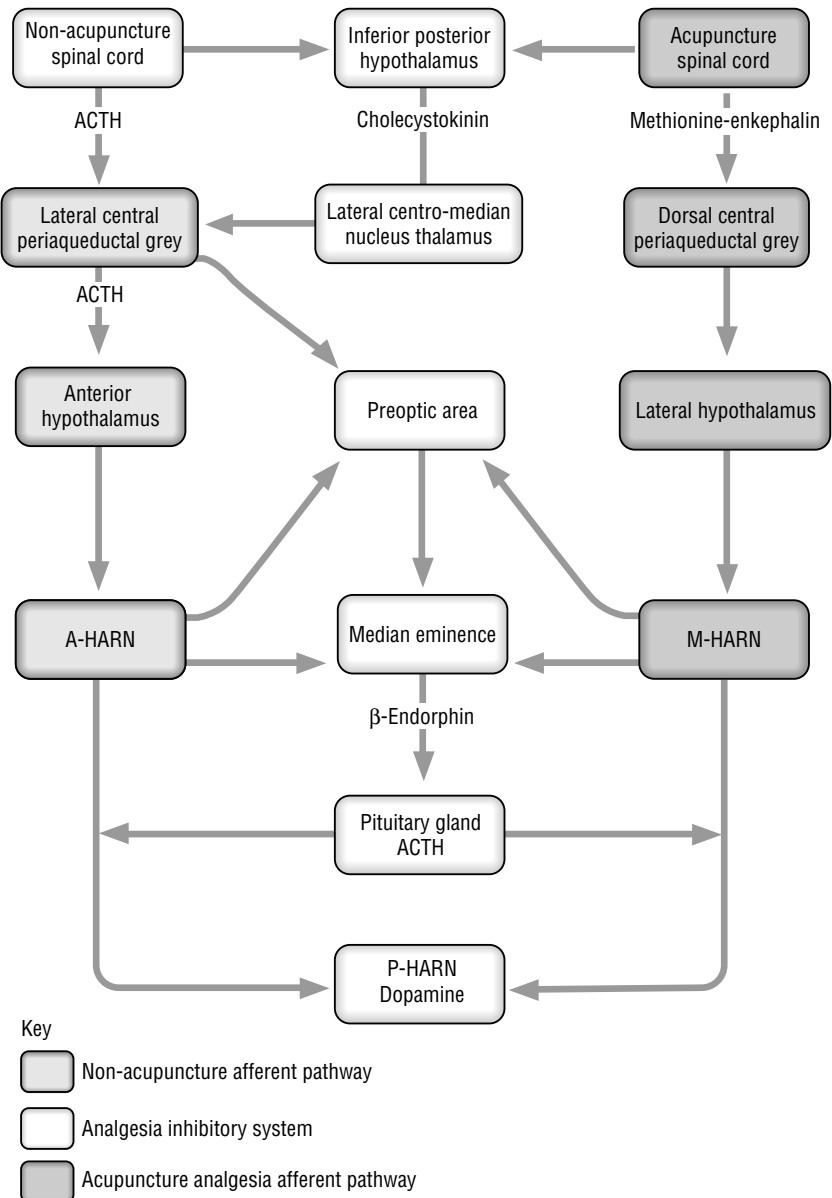 Non-acupuncture
spinal cord
Inferior posterior
hypothalamus
Acupuncture
spinal cord
ACTH
Cholecystokinin
Methionine-enkephalin
Lateral central
periaqueductal grey
Lateral centro-median
nucleus thalamus
Dorsal central
periaqueductal grey
ACTH
Anterior
hypothalamus
Preoptic area
Lateral hypothalamus
A-HARN
Median eminence
M-HARN
β-Endorphin
Pituitary gland
ACTH
P-HARN
Dopamine
Key
Non-acupuncture afferent pathway
Analgesia inhibitory system
Acupuncture analgesia afferent pathway